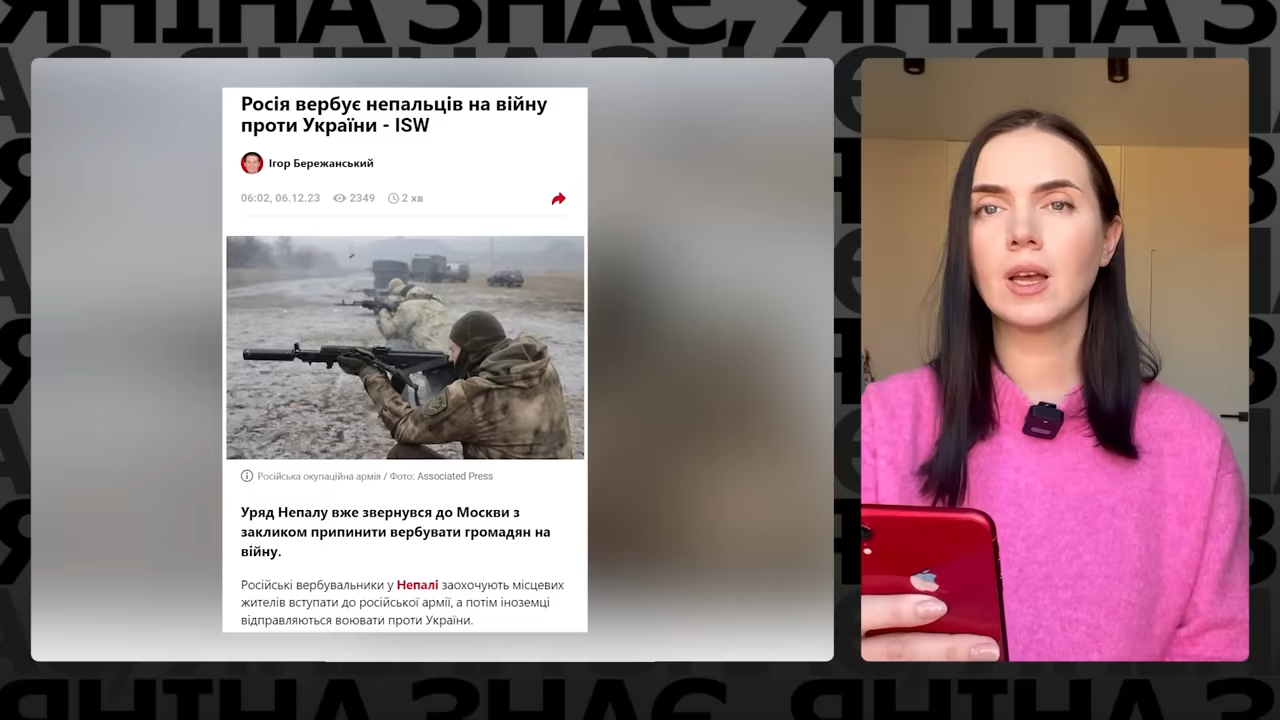 ЯНІНА ЗНАЄ, ЯНІНА З
Росія вербує непальців на війну
проти України - ISW
Ігор Бережанський
06:02, 06.12.23 2349 2 хв
Російська окупаційна армія / Фото: Associated Press
Уряд Непалу вже звернувся до Москви з
закликом припинити вербувати громадян на
війну.
Російські вербувальники у Непалі заохочують місцевих
жителів вступати до російської армії, а потім іноземці
відправляються воювати проти України.
ЯНІНА ЗНАЄ, ЯНІНА З